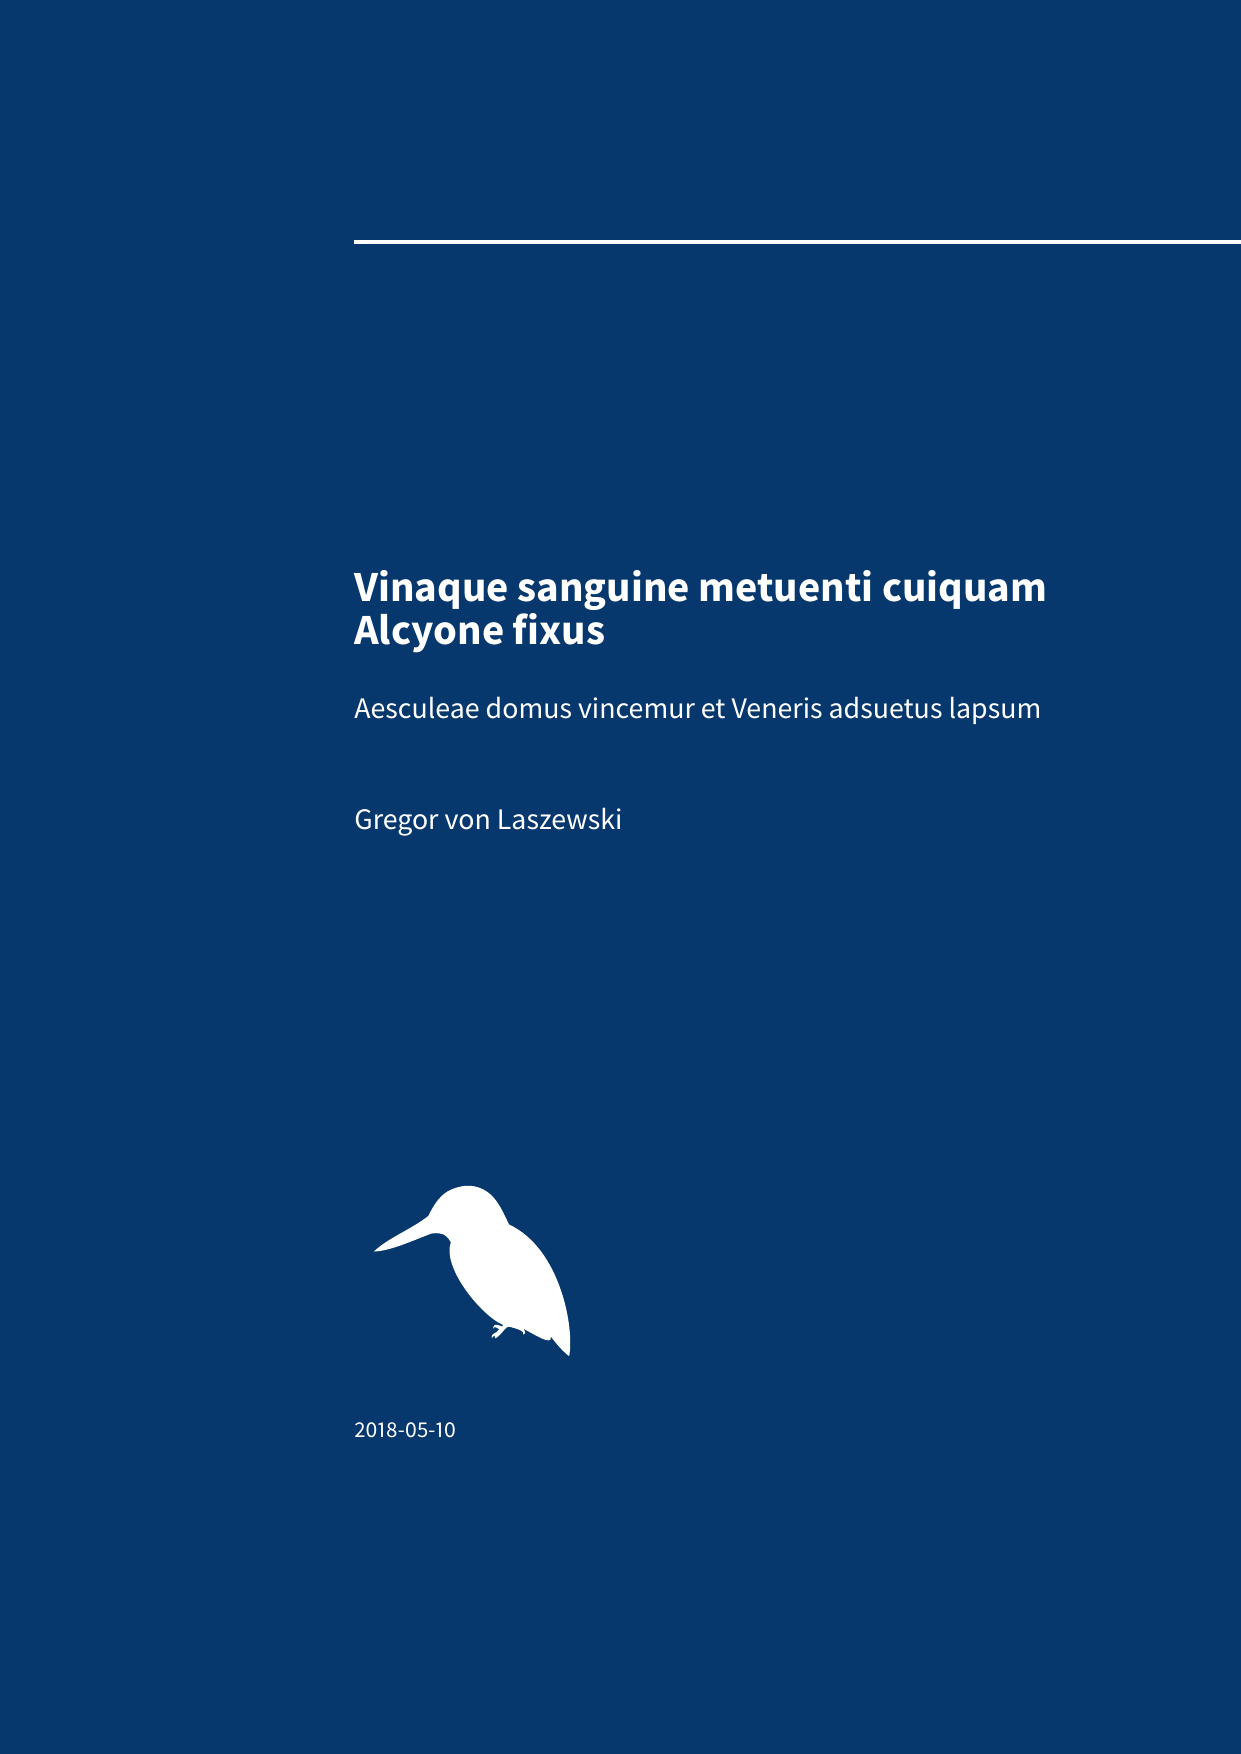 Vinaque sanguine metuenti cuiquam
Alcyone fixus
Aesculeae domus vincemur et Veneris adsuetus lapsum
Gregor von Laszewski
2018-05-10